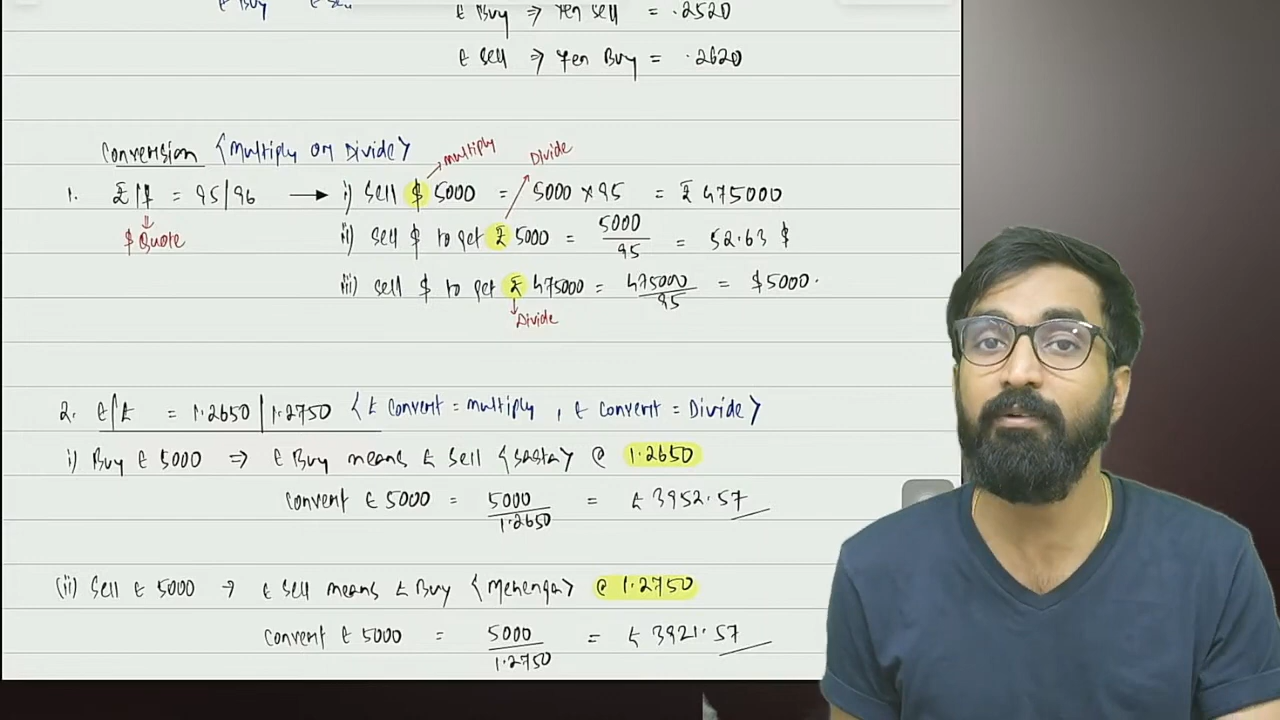 € Buy ⇒ Yen sell = .2520
€ sell ⇒ Yen Buy = .2620
Conversion {Multiply or Divide}
multiply
Divide
1. ₹/$ = 95/96 → i) Sell $ 5000 = 5000 × 95 = ₹ 475000
$ Quote
ii) sell $ to get ₹ 5000 = 5000/95 = 52.63 $
iii) sell $ to get ₹ 475000 = 475000/95 = $5000.
Divide
2. €/£ = 1.2650/1.2750 {£ Convert = multiply, € convert = Divide}
i) Buy € 5000 ⇒ € Buy means £ Sell {sasta} @ 1.2650
Convert € 5000 = 5000/1.2650 = £ 3952.57
(ii) Sell € 5000 → € Sell means £ Buy {Mehenga} @ 1.2750
Convert € 5000 = 5000/1.2750 = £ 3921.57